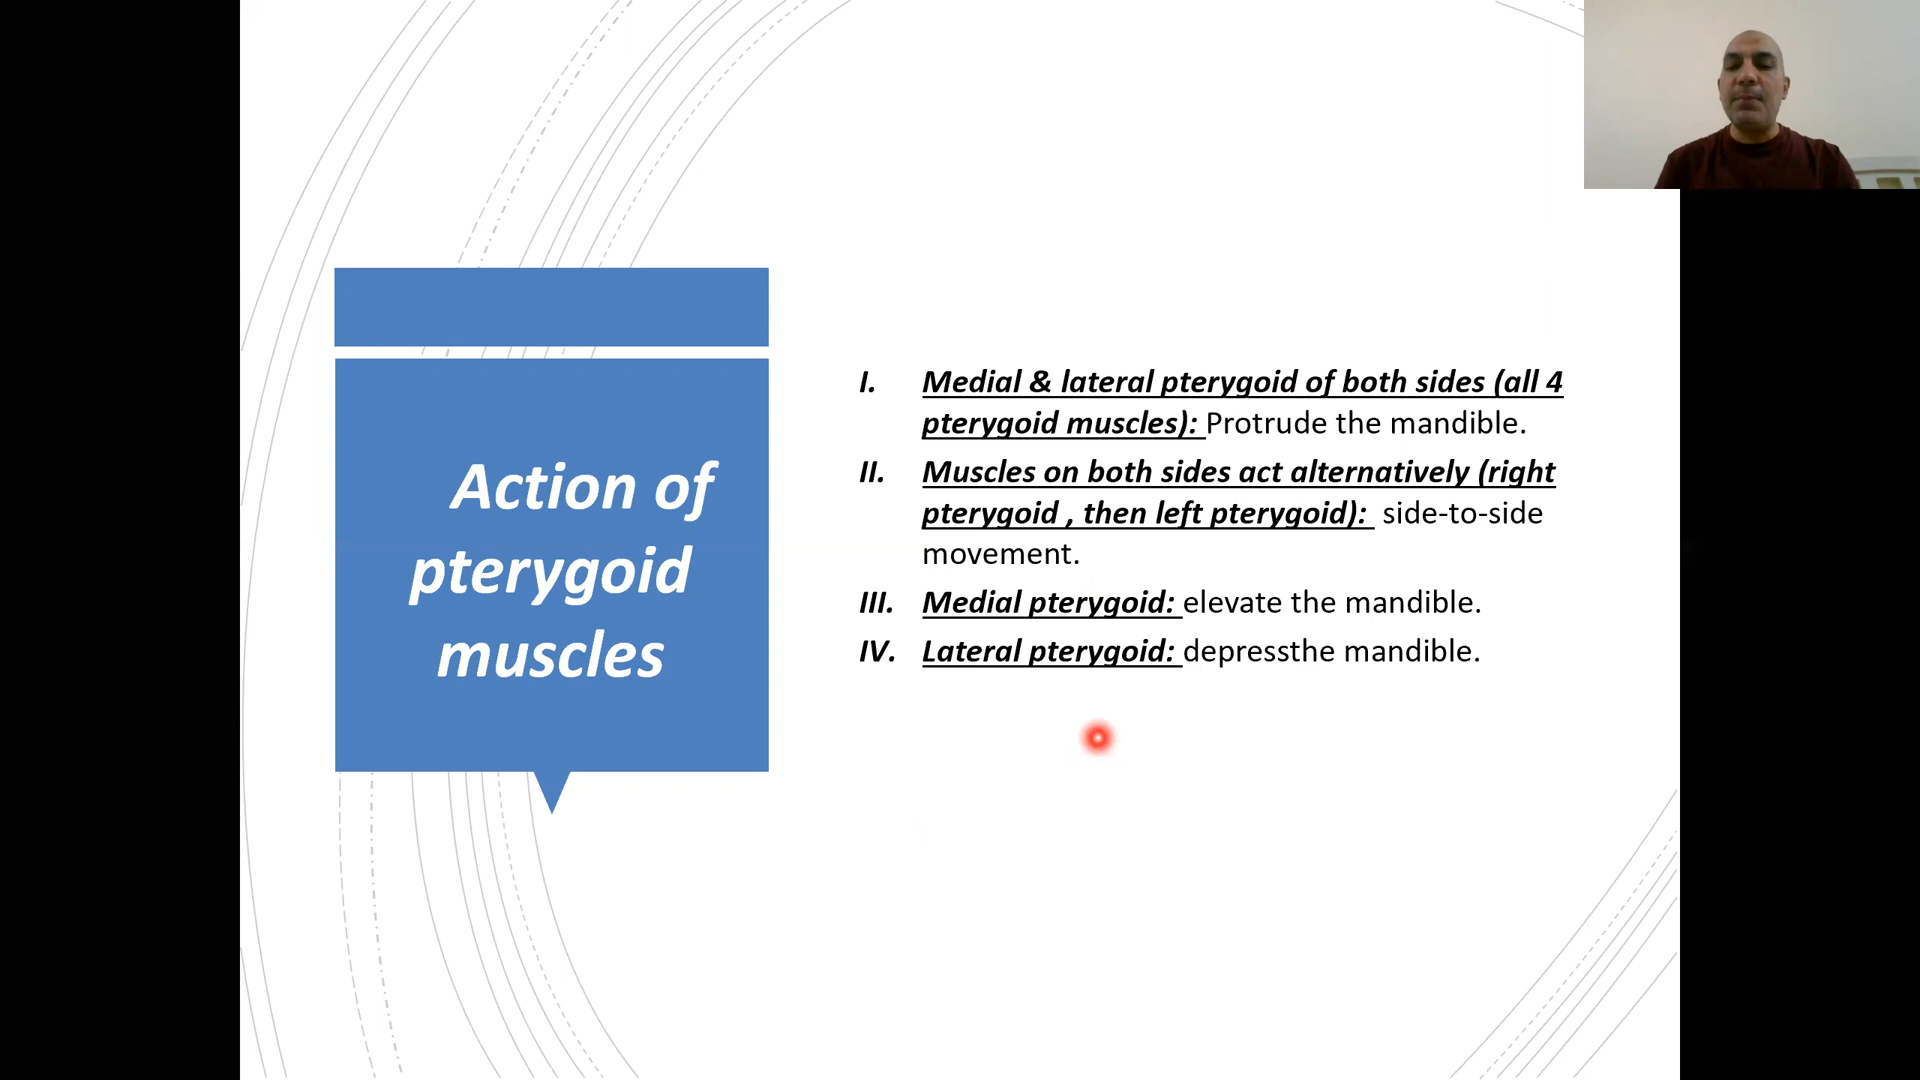 Action of
pterygoid
muscles
I. Medial & lateral pterygoid of both sides (all 4
pterygoid muscles): Protrude the mandible.
II. Muscles on both sides act alternatively (right
pterygoid , then left pterygoid): side-to-side
movement.
III. Medial pterygoid: elevate the mandible.
IV. Lateral pterygoid: depressthe mandible.